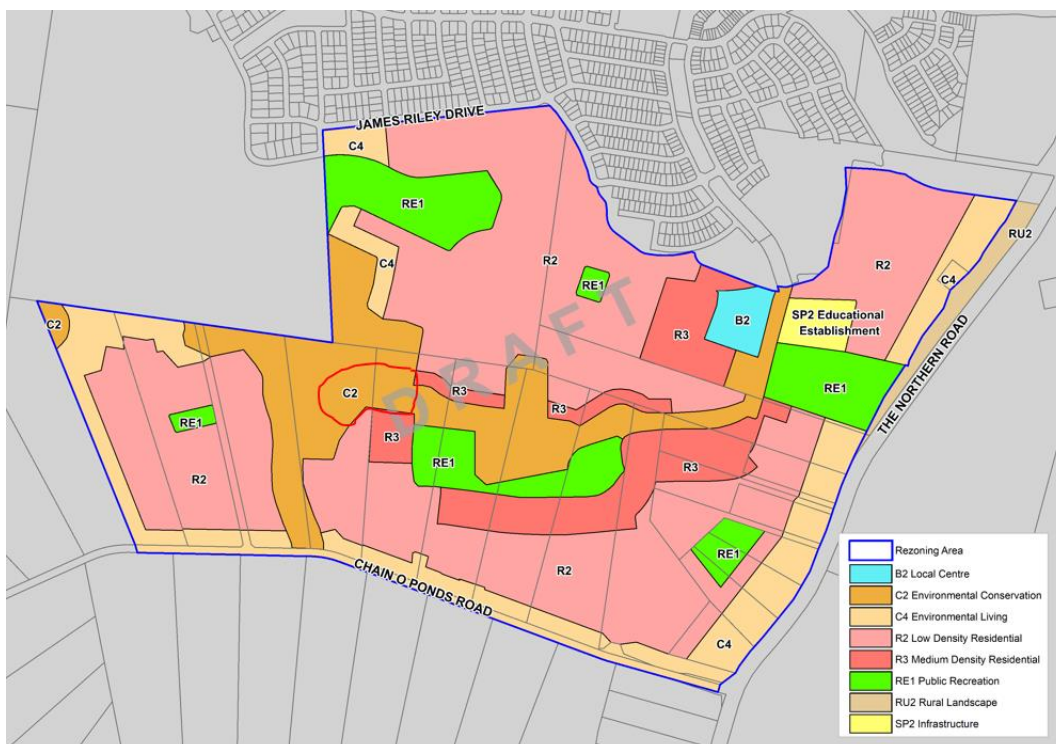 JAMES RILEY DRIVE
C4
RE1
RU2
C4
R2
RE1
R2
C4
SP2 Educational
Establishment
B2
R3
C2
RE1
DRAFT
C2
R3
R3
RE1
R3
RE1
R3
R2
THE NORTHERN ROAD
RE1
R2
CHAIN O PONDS ROAD
C4
Rezoning Area
B2 Local Centre
C2 Environmental Conservation
C4 Environmental Living
R2 Low Density Residential
R3 Medium Density Residential
RE1 Public Recreation
RU2 Rural Landscape
SP2 Infrastructure